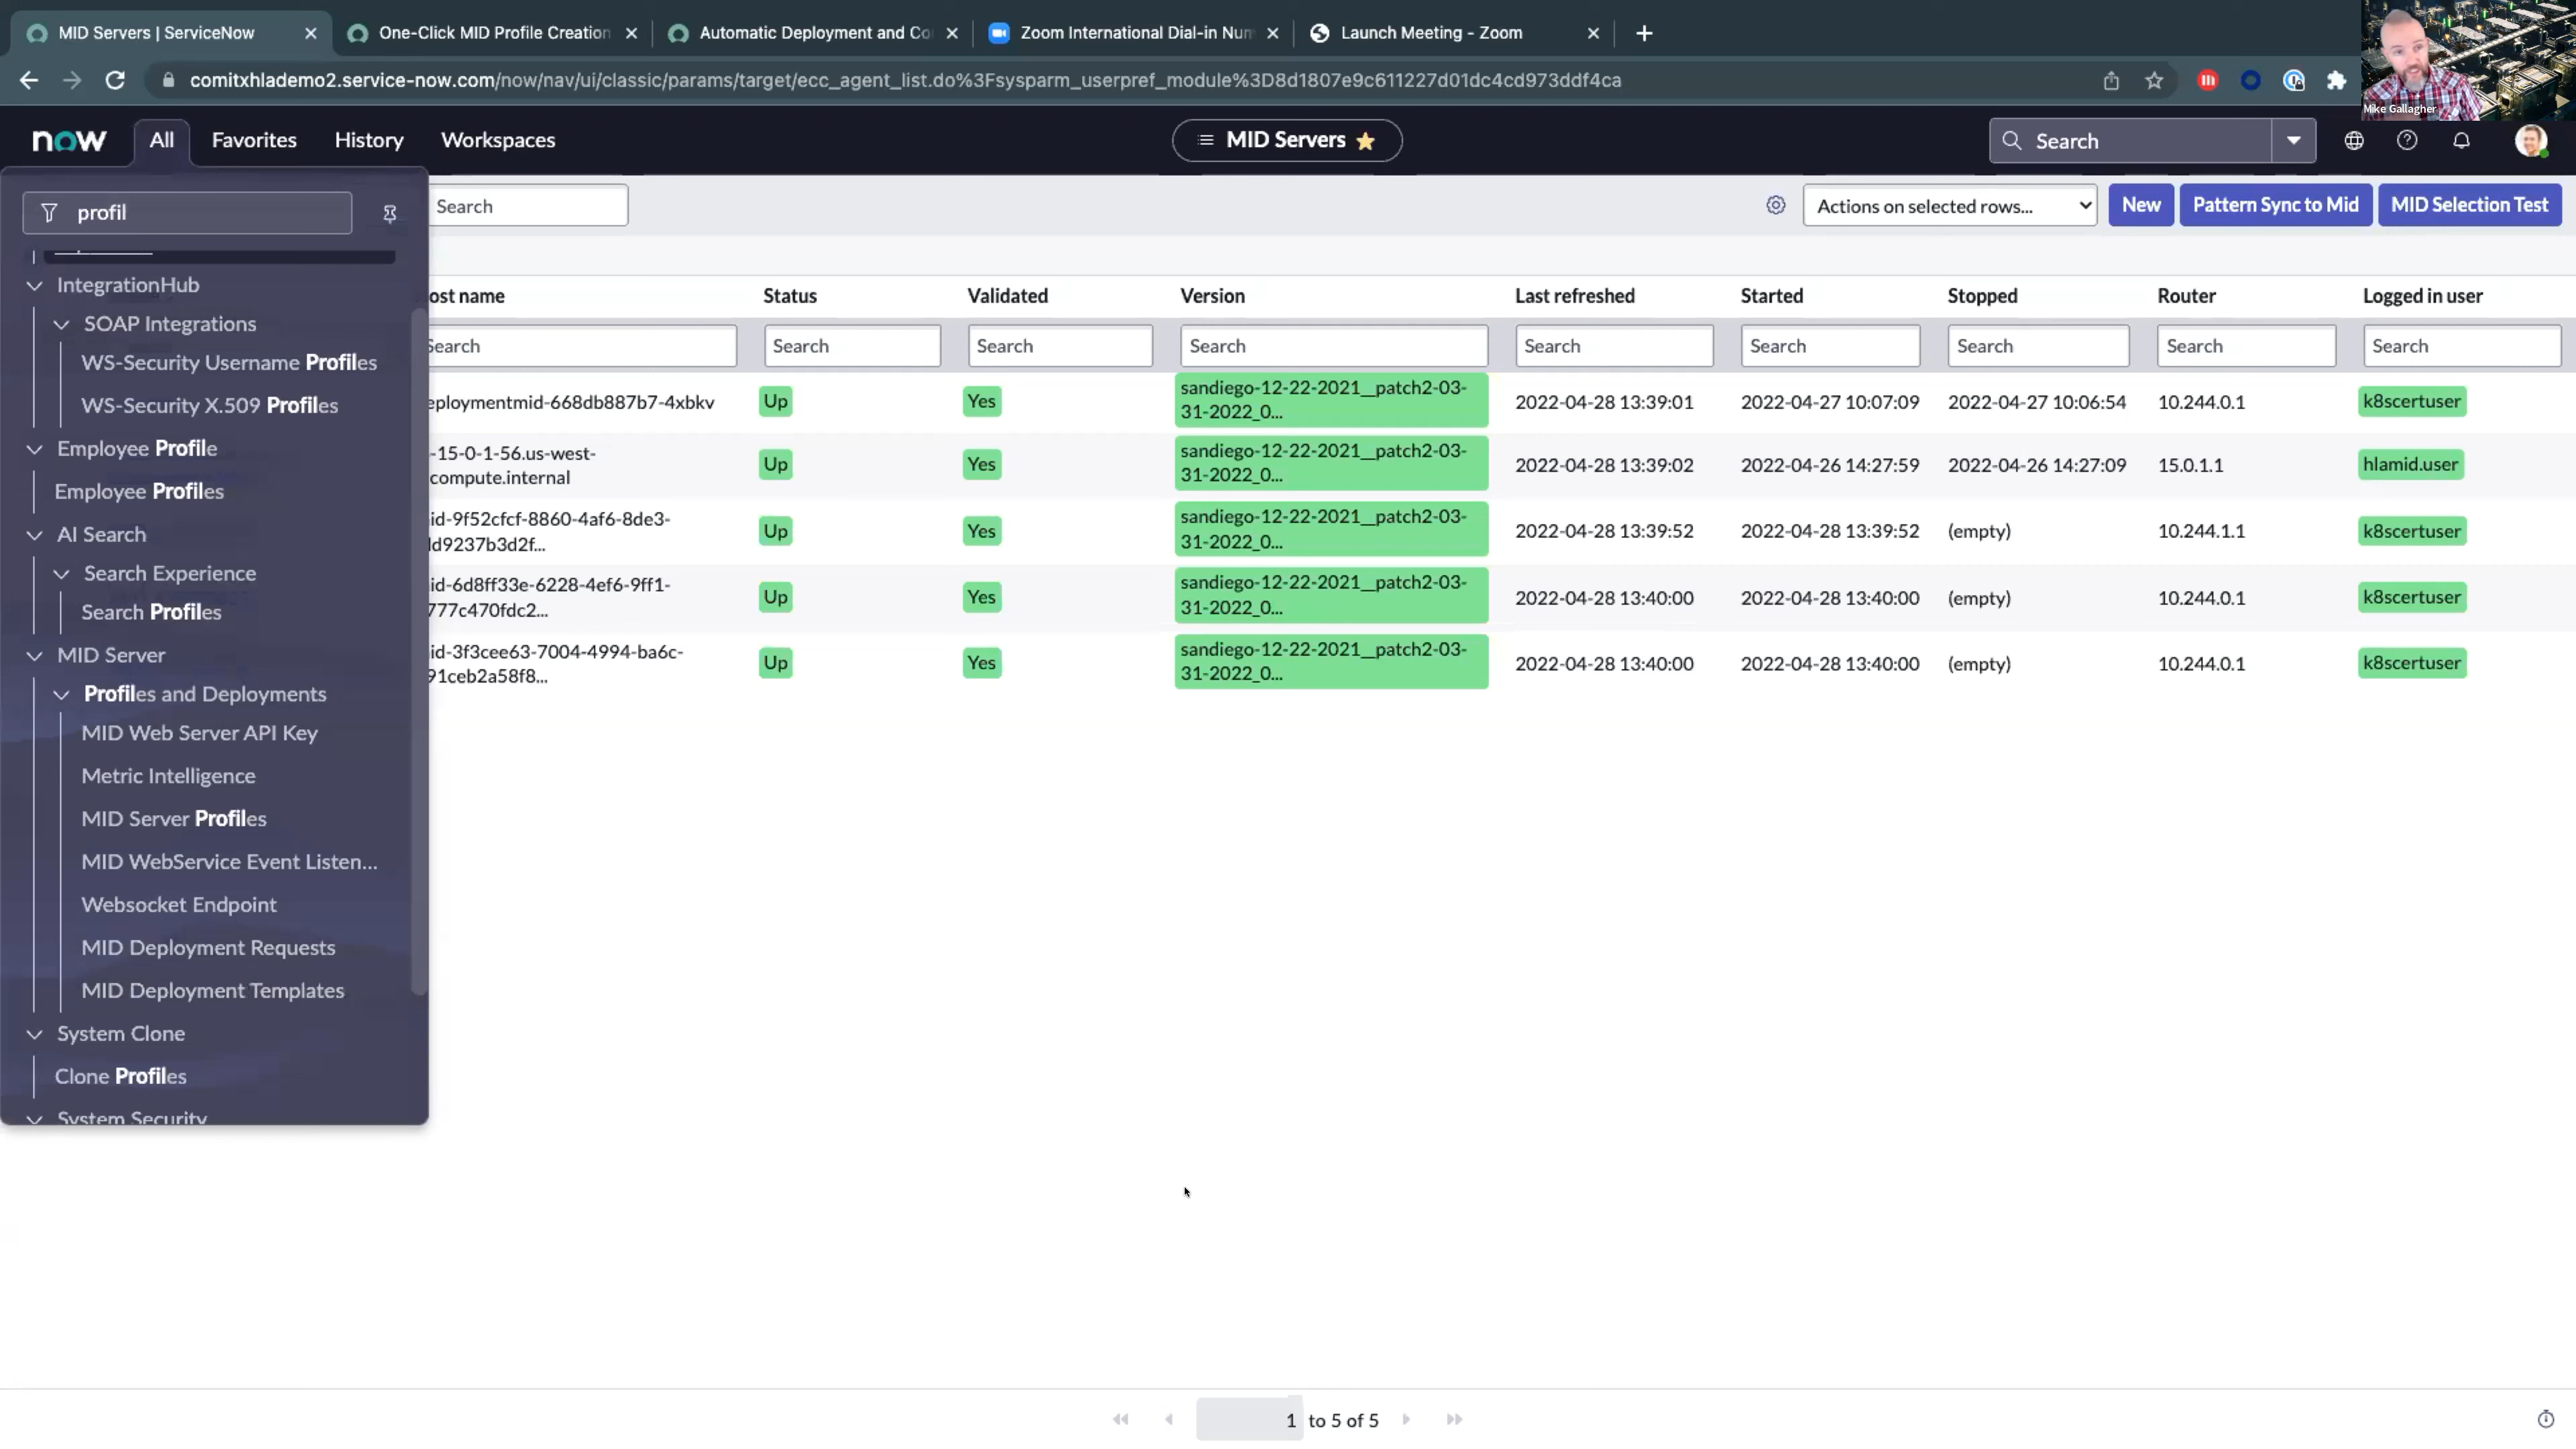 MID Servers | ServiceNow
One-Click MID Profile Creation
Automatic Deployment and Co
Zoom International Dial-in Num
Launch Meeting - Zoom
comitxhlademo2.service-now.com/now/nav/ui/classic/params/target/ecc_agent_list.do%3Fsysparm_userpref_module%3D8d1807e9c611227d01dc4cd973ddf4ca
Mike Gallagher
now
All
Favorites
History
Workspaces
MID Servers
Search
profil
Search
Actions on selected rows...
New
Pattern Sync to Mid
MID Selection Test
IntegrationHub
SOAP Integrations
WS-Security Username Profiles
WS-Security X.509 Profiles
Employee Profile
Employee Profiles
AI Search
Search Experience
Search Profiles
MID Server
Profiles and Deployments
MID Web Server API Key
Metric Intelligence
MID Server Profiles
MID WebService Event Listen...
Websocket Endpoint
MID Deployment Requests
MID Deployment Templates
System Clone
Clone Profiles
System Security
ost name Status Validated Version Last refreshed Started Stopped Router Logged in user
Search Search Search Search Search Search Search Search Search
eploymentmid-668db887b7-4xbkv Up Yes sandiego-12-22-2021__patch2-03-
31-2022_0... 2022-04-28 13:39:01 2022-04-27 10:07:09 2022-04-27 10:06:54 10.244.0.1 k8scertuser
-15-0-1-56.us-west-
compute.internal Up Yes sandiego-12-22-2021__patch2-03-
31-2022_0... 2022-04-28 13:39:02 2022-04-26 14:27:59 2022-04-26 14:27:09 15.0.1.1 hlamid.user
id-9f52cfcf-8860-4af6-8de3-
d9237b3d2f... Up Yes sandiego-12-22-2021__patch2-03-
31-2022_0... 2022-04-28 13:39:52 2022-04-28 13:39:52 (empty) 10.244.1.1 k8scertuser
id-6d8ff33e-6228-4ef6-9ff1-
777c470fdc2... Up Yes sandiego-12-22-2021__patch2-03-
31-2022_0... 2022-04-28 13:40:00 2022-04-28 13:40:00 (empty) 10.244.0.1 k8scertuser
id-3f3cee63-7004-4994-ba6c-
91ceb2a58f8... Up Yes sandiego-12-22-2021__patch2-03-
31-2022_0... 2022-04-28 13:40:00 2022-04-28 13:40:00 (empty) 10.244.0.1 k8scertuser
1 to 5 of 5